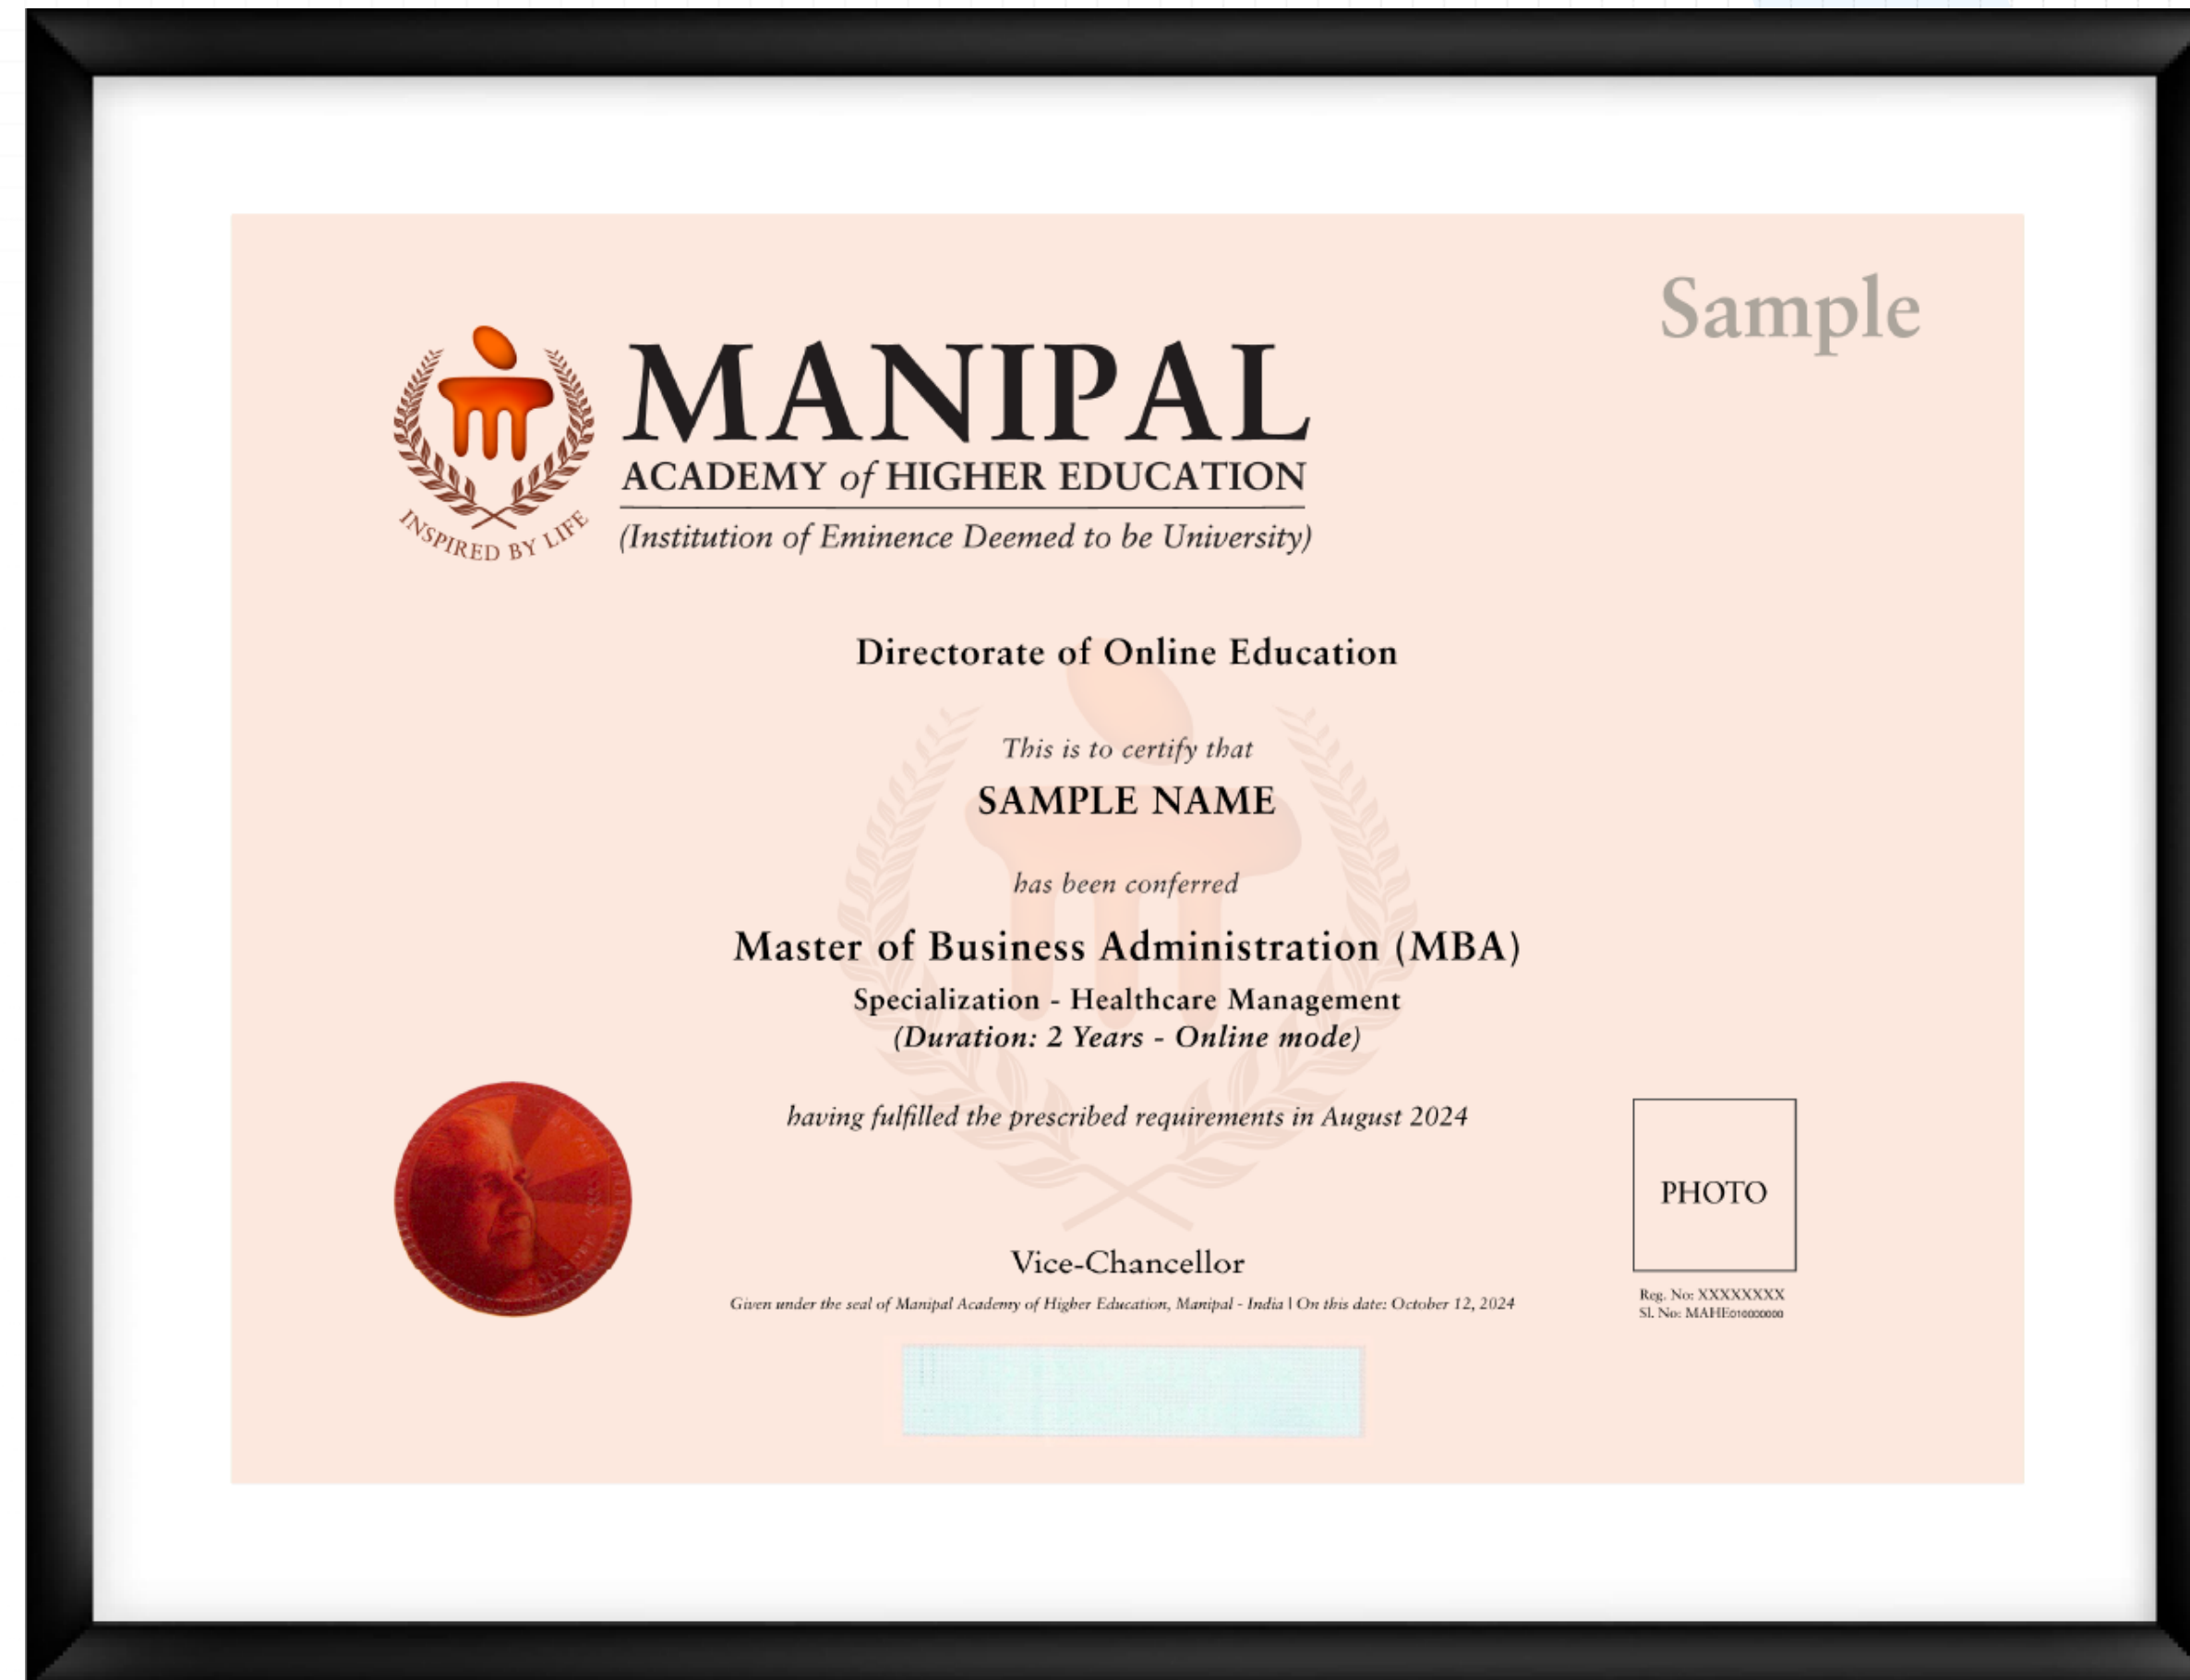 Sample
MANIPAL
ACADEMY of HIGHER EDUCATION
(Institution of Eminence Deemed to be University)
INSPIRED BY LIFE
Directorate of Online Education
This is to certify that
SAMPLE NAME
has been conferred
Master of Business Administration (MBA)
Specialization - Healthcare Management
(Duration: 2 Years - Online mode)
having fulfilled the prescribed requirements in August 2024
PHOTO
Vice-Chancellor
Given under the seal of Manipal Academy of Higher Education, Manipal - India | On this date: October 12, 2024
Reg. No: XXXXXXXX
Sl. No: MAHE010000000